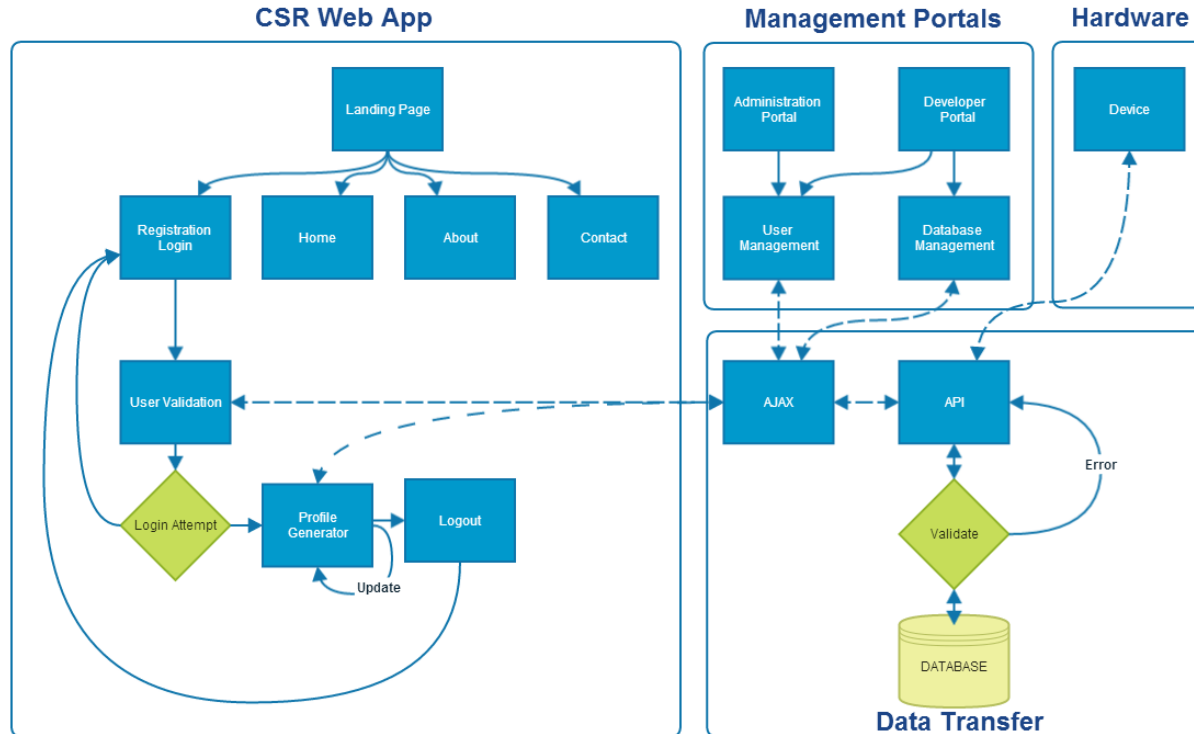 CSR Web App
Management Portals
Hardware
Landing Page
Administration
Portal
Developer
Portal
Device
Registration
Login
Home
About
Contact
User
Management
Database
Management
User Validation
AJAX
API
Error
Login Attempt
Profile
Generator
Logout
Update
Validate
DATABASE
Data Transfer